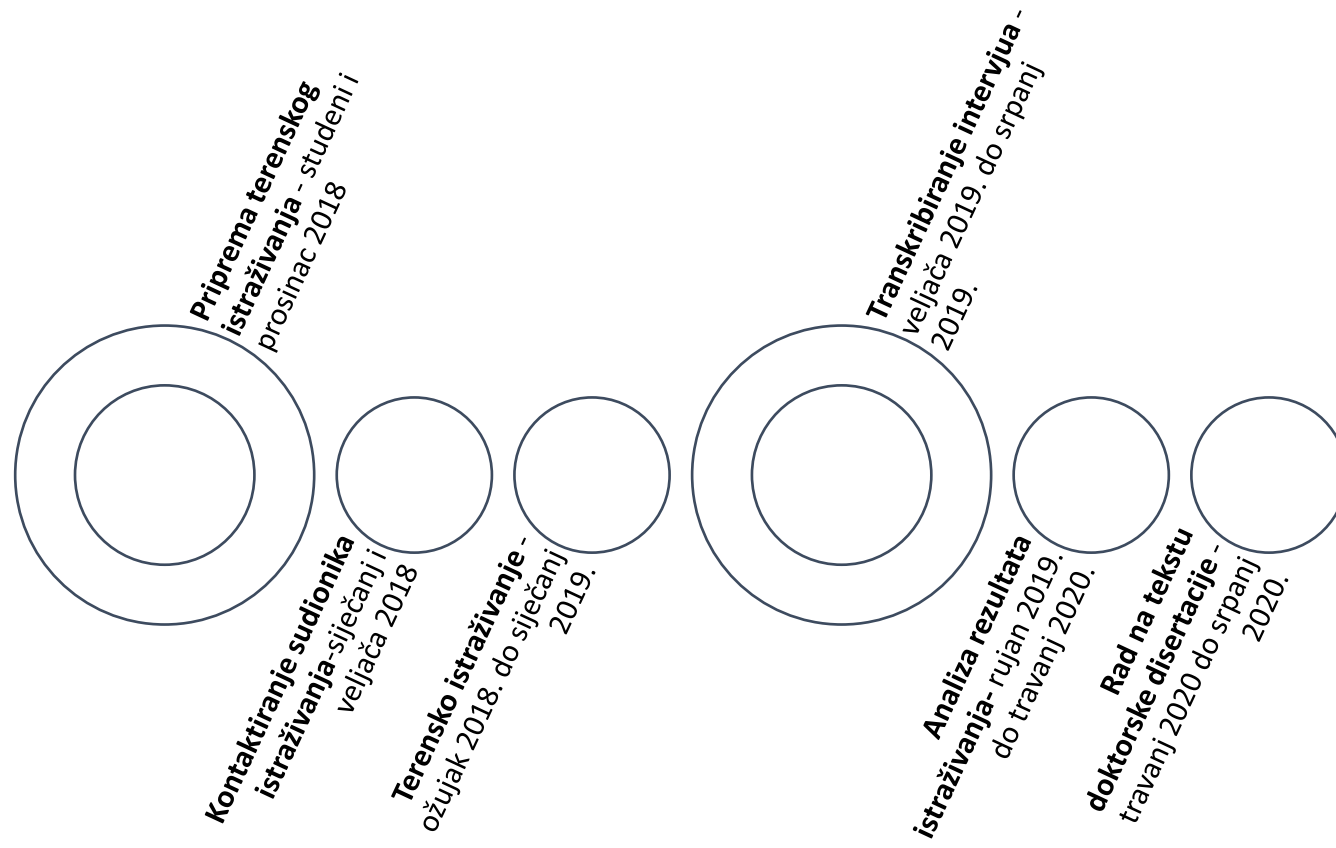 Priprema terenskog
istraživanja - studeni i
prosinac 2018
Kontaktiranje sudionika
istraživanja-siječanj i
veljača 2018
Terensko istraživanje -
ožujak 2018. do siječanj
2019.
Transkribiranje intervjua -
veljača 2019. do srpanj
2019.
Analiza rezultata
istraživanja- rujan 2019.
do travanj 2020.
Rad na tekstu
doktorske disertacije -
travanj 2020 do srpanj
2020.